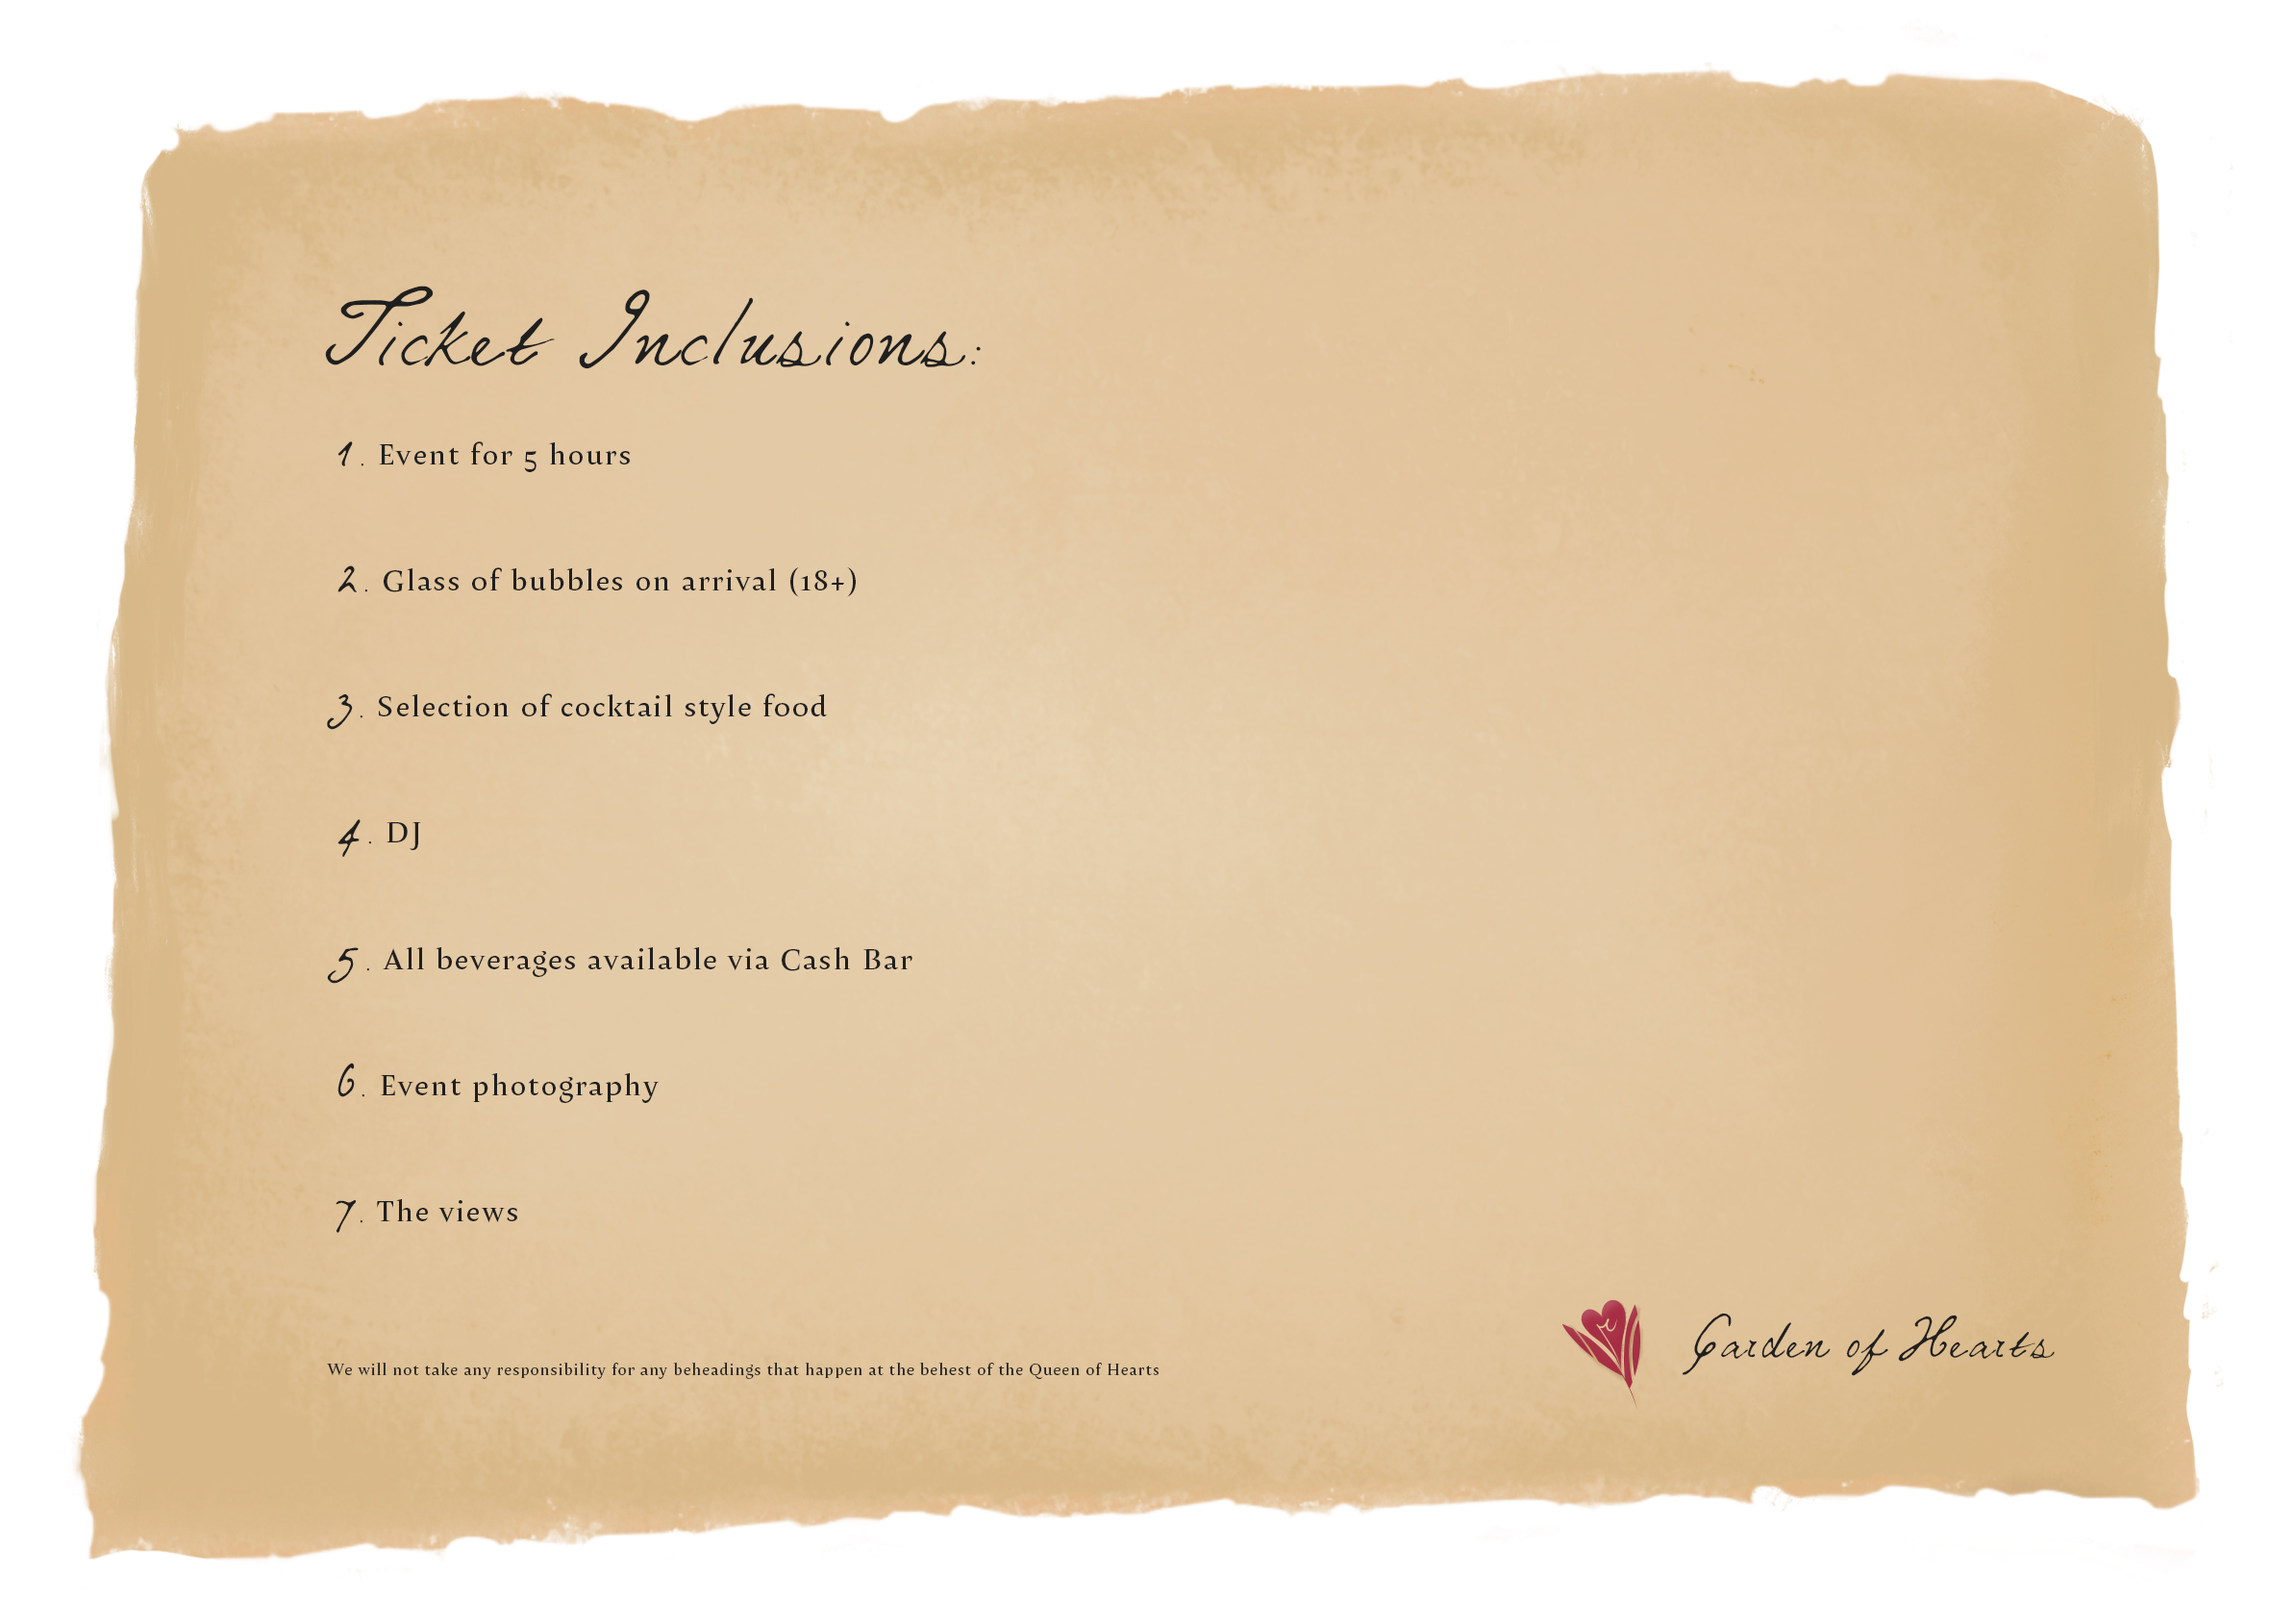 Ticket Inclusions:
1. Event for 5 hours
2. Glass of bubbles on arrival (18+)
3. Selection of cocktail style food
4. DJ
5. All beverages available via Cash Bar
6. Event photography
7. The views
We will not take any responsibility for any beheadings that happen at the behest of the Queen of Hearts
Garden of Hearts